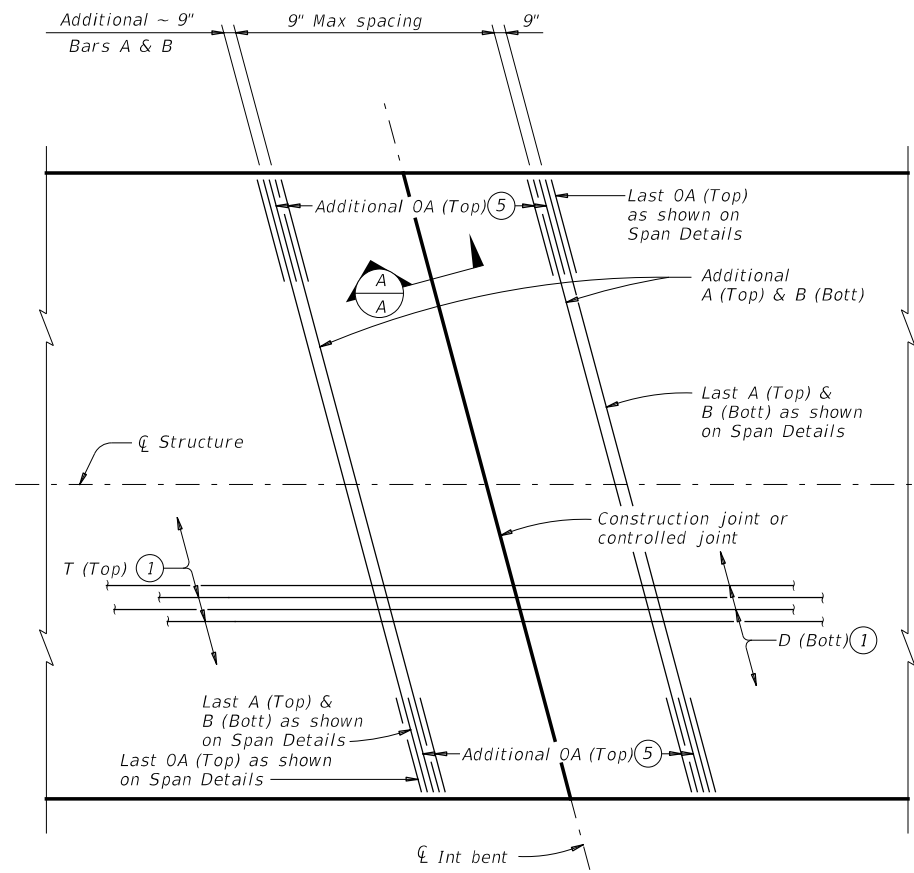 Additional ~ 9"
Bars A & B
9" Max spacing
9"
Additional OA (Top) 5
Last OA (Top)
as shown on
Span Details
A
A
Additional
A (Top) & B (Bott)
Last A (Top) &
B (Bott) as shown
on Span Details
℄ Structure
Construction joint or
controlled joint
T (Top) 1
D (Bott) 1
Last A (Top) &
B (Bott) as shown
on Span Details
Last OA (Top) as shown
on Span Details
Additional OA (Top) 5
℄ Int bent